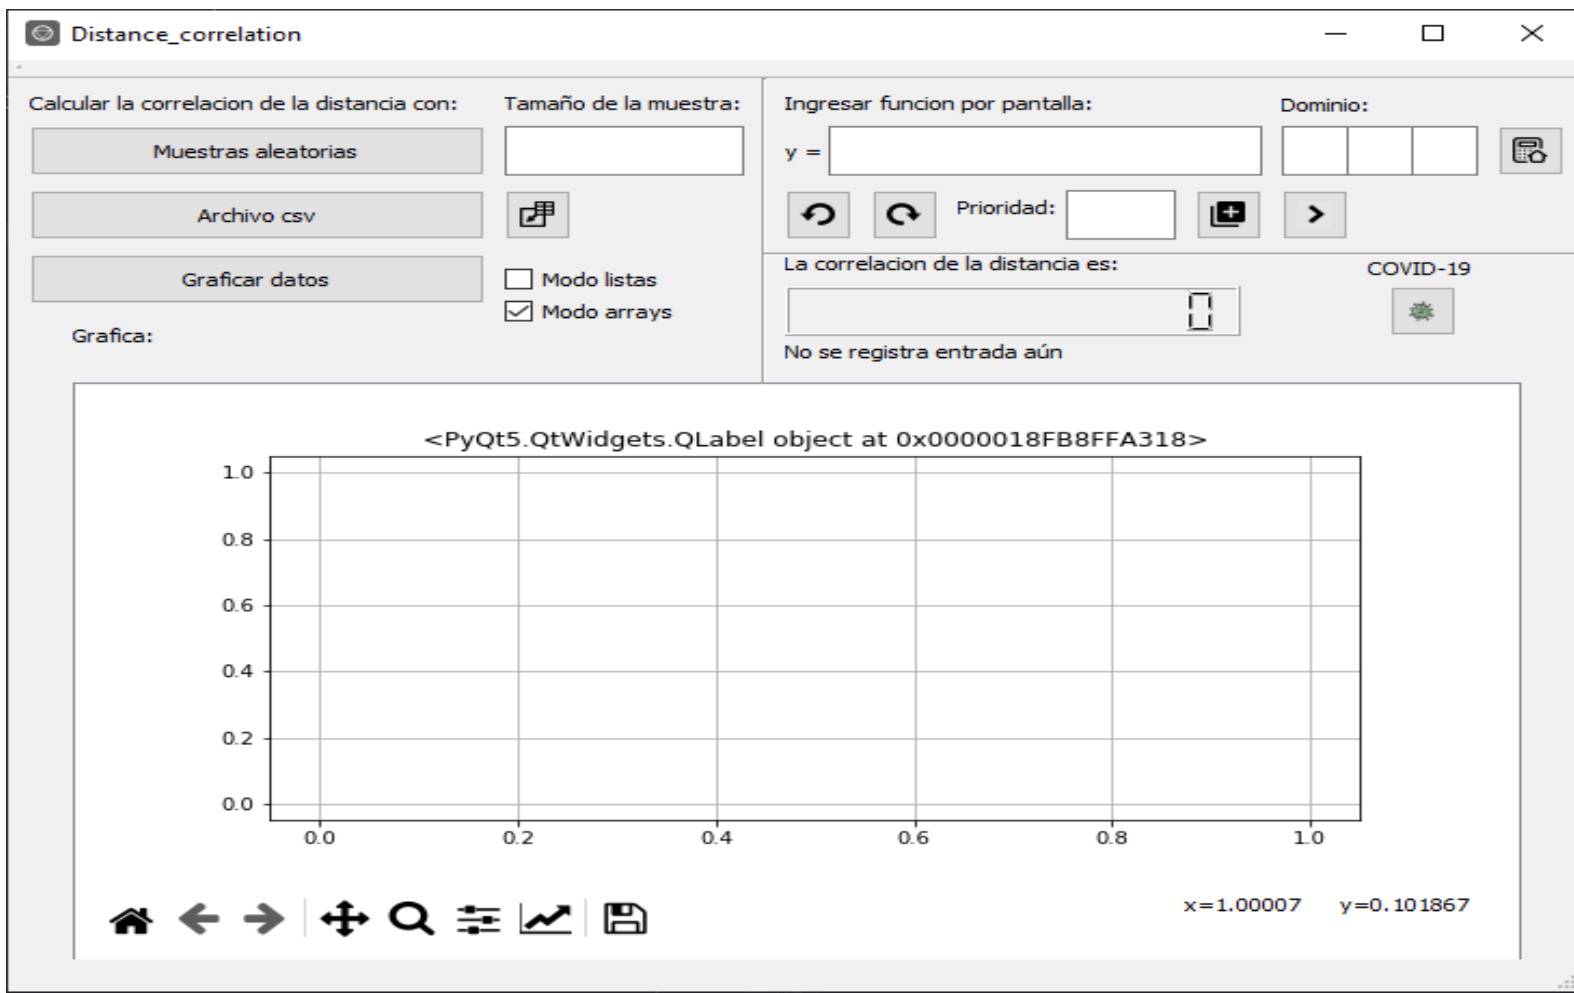 Distance_correlation
Calcular la correlacion de la distancia con:
Tamaño de la muestra:
Muestras aleatorias
Archivo csv
Graficar datos
Modo listas
Modo arrays
Grafica:
Ingresar funcion por pantalla:
Dominio:
y =
Prioridad:
La correlacion de la distancia es:
COVID-19
0
No se registra entrada aún
<PyQt5.QtWidgets.QLabel object at 0x0000018FB8FFA318>
1.0
0.8
0.6
0.4
0.2
0.0
0.0 0.2 0.4 0.6 0.8 1.0
x=1.00007 y=0.101867